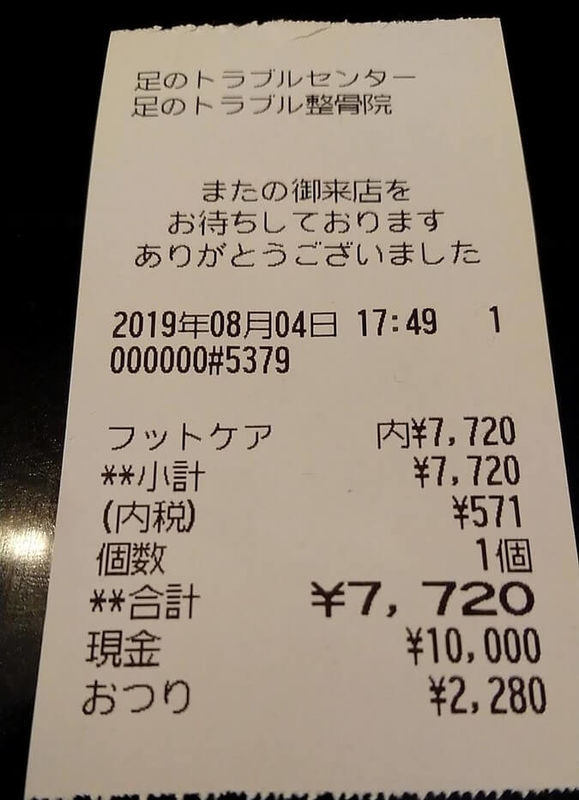 足のトラブルセンター
足のトラブル整骨院
またの御来店を
お待ちしております
ありがとうございました
2019年08月04日 17:49 1
000000#5379
フットケア 内¥7,720
**小計 ¥7,720
(内税) ¥571
個数 1個
**合計 ¥7,720
現金 ¥10,000
おつり ¥2,280